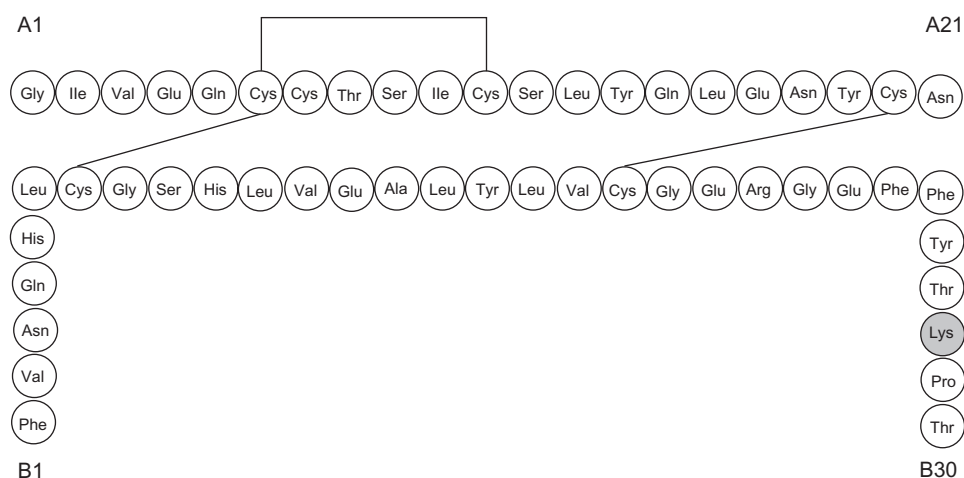 A1 A21
Gly Ile Val Glu Gln Cys Cys Thr Ser Ile Cys Ser Leu Tyr Gln Leu Glu Asn Tyr Cys Asn
Leu Cys Gly Ser His Leu Val Glu Ala Leu Tyr Leu Val Cys Gly Glu Arg Gly Glu Phe Phe
His Tyr
Gln Thr
Asn Lys
Val Pro
Phe Thr
B1 B30